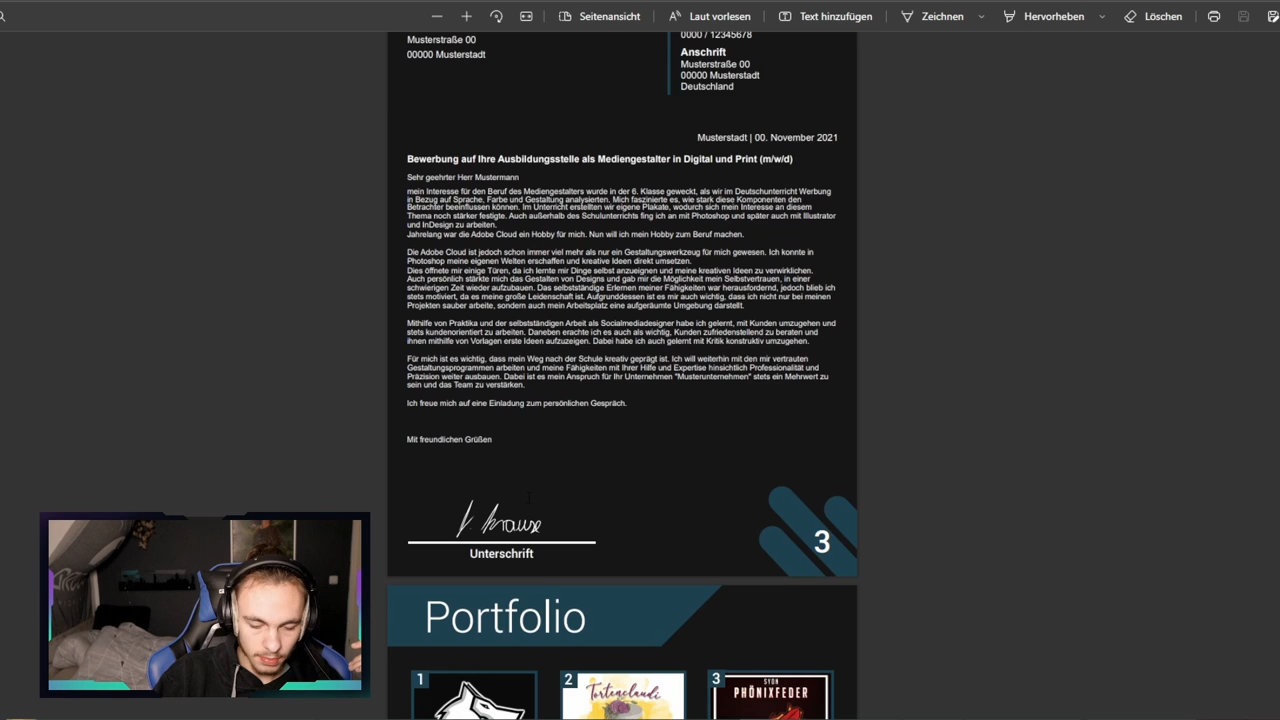 Seitenansicht
Laut vorlesen
Text hinzufügen
Zeichnen
Hervorheben
Löschen
Musterstraße 00
00000 Musterstadt
0000 / 12345678
Anschrift
Musterstraße 00
00000 Musterstadt
Deutschland
Musterstadt | 00. November 2021
Bewerbung auf Ihre Ausbildungsstelle als Mediengestalter in Digital und Print (m/w/d)
Sehr geehrter Herr Mustermann
mein Interesse für den Beruf des Mediengestalters wurde in der 6. Klasse geweckt, als wir im Deutschunterricht Werbung
in Bezug auf Sprache, Farbe und Gestaltung analysierten. Mich faszinierte es, wie stark diese Komponenten den
Betrachter beeinflussen können. Im Unterricht erstellten wir eigene Plakate, wodurch sich mein Interesse an diesem
Thema noch stärker festigte. Auch außerhalb des Schulunterrichts fing ich an mit Photoshop und später auch mit Illustrator
und InDesign zu arbeiten.
Jahrelang war die Adobe Cloud ein Hobby für mich. Nun will ich mein Hobby zum Beruf machen.
Die Adobe Cloud ist jedoch schon immer viel mehr als nur ein Gestaltungswerkzeug für mich gewesen. Ich konnte in
Photoshop meine eigenen Welten erschaffen und kreative Ideen direkt umsetzen.
Dies öffnete mir einige Türen, da ich lernte mir Dinge selbst anzueignen und meine kreativen Ideen zu verwirklichen.
Auch persönlich stärkte mich das Gestalten von Designs und gab mir die Möglichkeit mein Selbstvertrauen, in einer
schwierigen Zeit wieder aufzubauen. Das selbstständige Erlernen meiner Fähigkeiten war herausfordernd, jedoch blieb ich
stets motiviert, da es meine große Leidenschaft ist. Aufgrunddessen ist es mir auch wichtig, dass ich nicht nur bei meinen
Projekten sauber arbeite, sondern auch mein Arbeitsplatz eine aufgeräumte Umgebung darstellt.
Mithilfe von Praktika und der selbstständigen Arbeit als Socialmediadesigner habe ich gelernt, mit Kunden umzugehen und
stets kundenorientiert zu arbeiten. Daneben erachte ich es auch als wichtig, Kunden zufriedenstellend zu beraten und
ihnen mithilfe von Vorlagen erste Ideen aufzuzeigen. Dabei habe ich auch gelernt mit Kritik konstruktiv umzugehen.
Für mich ist es wichtig, dass mein Weg nach der Schule kreativ geprägt ist. Ich will weiterhin mit den mir vertrauten
Gestaltungsprogrammen arbeiten und meine Fähigkeiten mit Ihrer Hilfe und Expertise hinsichtlich Professionalität und
Präzision weiter ausbauen. Dabei ist es mein Anspruch für Ihr Unternehmen "Musterunternehmen" stets ein Mehrwert zu
sein und das Team zu verstärken.
Ich freue mich auf eine Einladung zum persönlichen Gespräch.
Mit freundlichen Grüßen
Unterschrift
3
Portfolio
1
2
Tortenclaudi
3
SYON
PHÖNIXFEDER